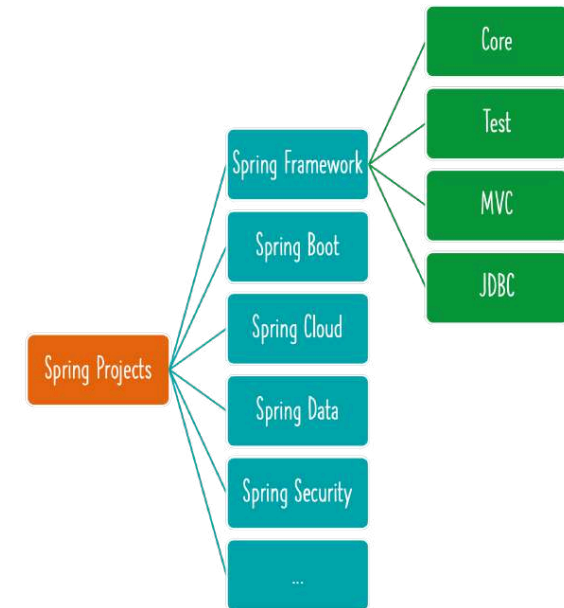 Spring Projects
Spring Framework
Spring Boot
Spring Cloud
Spring Data
Spring Security
...
Core
Test
MVC
JDBC